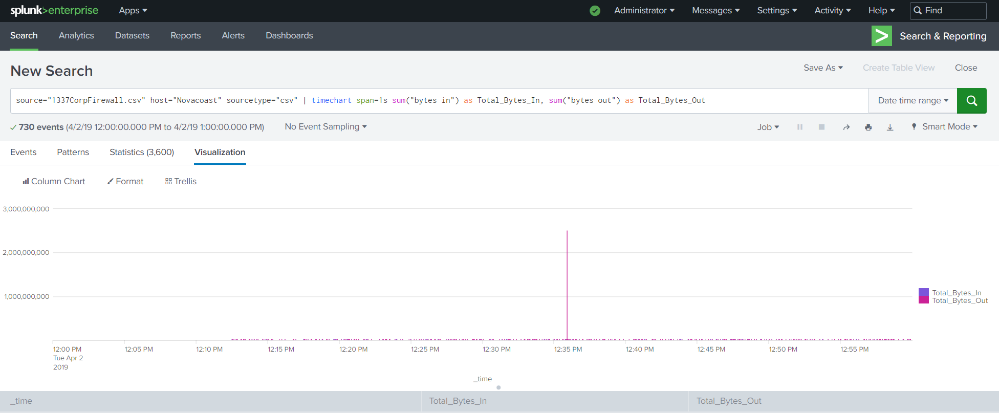 splunk>enterprise Apps Administrator Messages Settings Activity Help Find
Search Analytics Datasets Reports Alerts Dashboards Search & Reporting
New Search Save As Create Table View Close
source="1337CorpFirewall.csv" host="Novacoast" sourcetype="csv" | timechart span=1s sum("bytes in") as Total_Bytes_In, sum("bytes out") as Total_Bytes_Out Date time range
730 events (4/2/19 12:00:00.000 PM to 4/2/19 1:00:00.000 PM) No Event Sampling Job Smart Mode
Events Patterns Statistics (3,600) Visualization
Column Chart Format Trellis
3,000,000,000
2,000,000,000
1,000,000,000
Total_Bytes_In
Total_Bytes_Out
12:00 PM 12:05 PM 12:10 PM 12:15 PM 12:20 PM 12:25 PM 12:30 PM 12:35 PM 12:40 PM 12:45 PM 12:50 PM 12:55 PM
Tue Apr 2
2019
_time
_time Total_Bytes_In Total_Bytes_Out